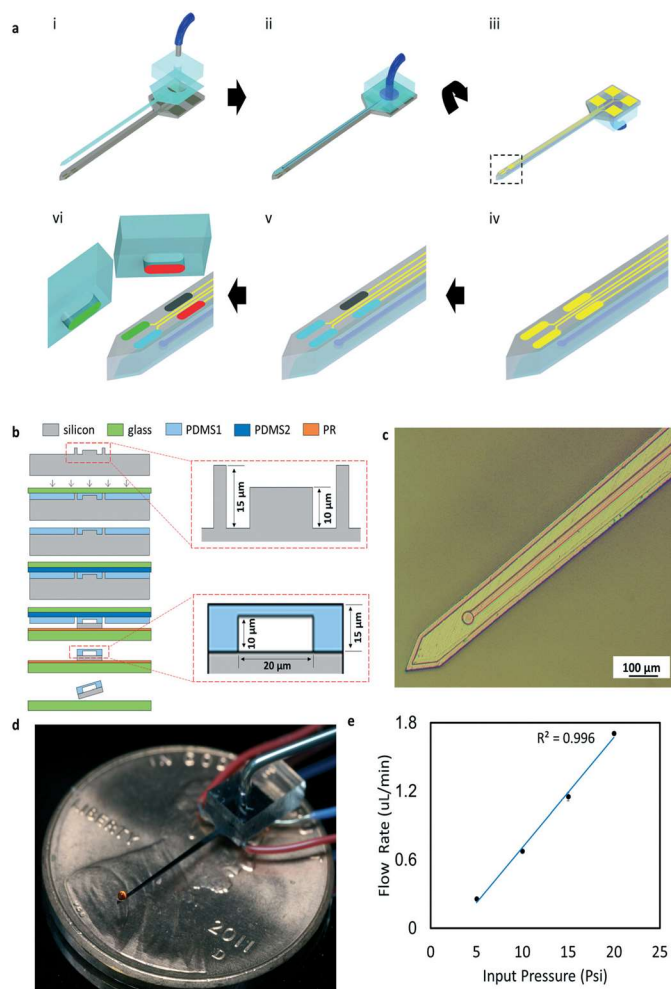 a
i
ii
iii
vi
v
iv
b
silicon glass PDMS1 PDMS2 PR
15 μm
10 μm
10 μm
15 μm
20 μm
c
100 μm
d
LIBERTY
2011
D
e
1.8
1.2
0.6
0
R² = 0.996
Flow Rate (uL/min)
0 5 10 15 20 25
Input Pressure (Psi)